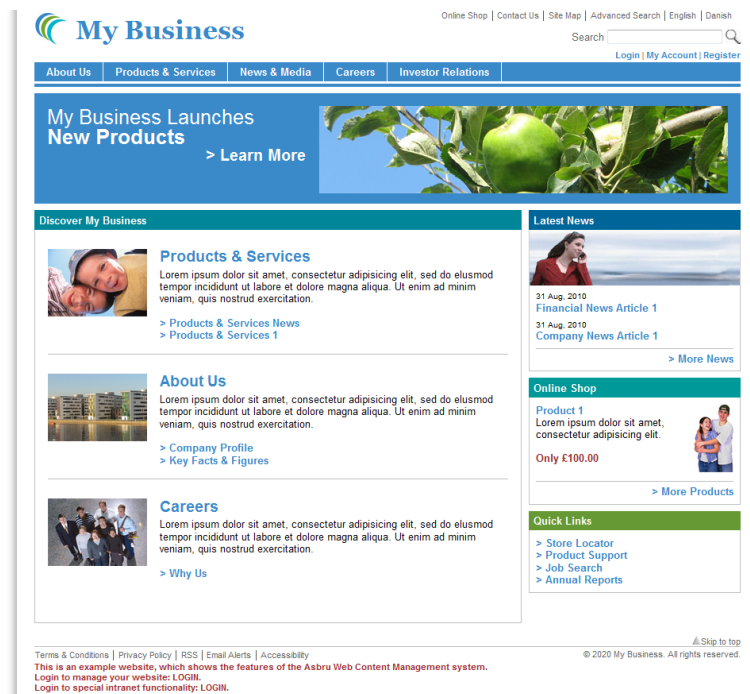 Online Shop | Contact Us | Site Map | Advanced Search | English | Danish
My Business
Search
Login | My Account | Register
About Us
Products & Services
News & Media
Careers
Investor Relations
My Business Launches
New Products
> Learn More
Discover My Business
Products & Services
Lorem ipsum dolor sit amet, consectetur adipisicing elit, sed do elusmod
tempor incididunt ut labore et dolore magna aliqua. Ut enim ad minim
veniam, quis nostrud exercitation.
> Products & Services News
> Products & Services 1
About Us
Lorem ipsum dolor sit amet, consectetur adipisicing elit, sed do elusmod
tempor incididunt ut labore et dolore magna aliqua. Ut enim ad minim
veniam, quis nostrud exercitation.
> Company Profile
> Key Facts & Figures
Careers
Lorem ipsum dolor sit amet, consectetur adipisicing elit, sed do elusmod
tempor incididunt ut labore et dolore magna aliqua. Ut enim ad minim
veniam, quis nostrud exercitation.
> Why Us
Latest News
31 Aug, 2010
Financial News Article 1
31 Aug, 2010
Company News Article 1
> More News
Online Shop
Product 1
Lorem ipsum dolor sit amet,
consectetur adipisicing elit.
Only £100.00
> More Products
Quick Links
> Store Locator
> Product Support
> Job Search
> Annual Reports
Skip to top
Terms & Conditions | Privacy Policy | RSS | Email Alerts | Accessibility
© 2020 My Business. All rights reserved.
This is an example website, which shows the features of the Asbru Web Content Management system.
Login to manage your website: LOGIN.
Login to special intranet functionality: LOGIN.